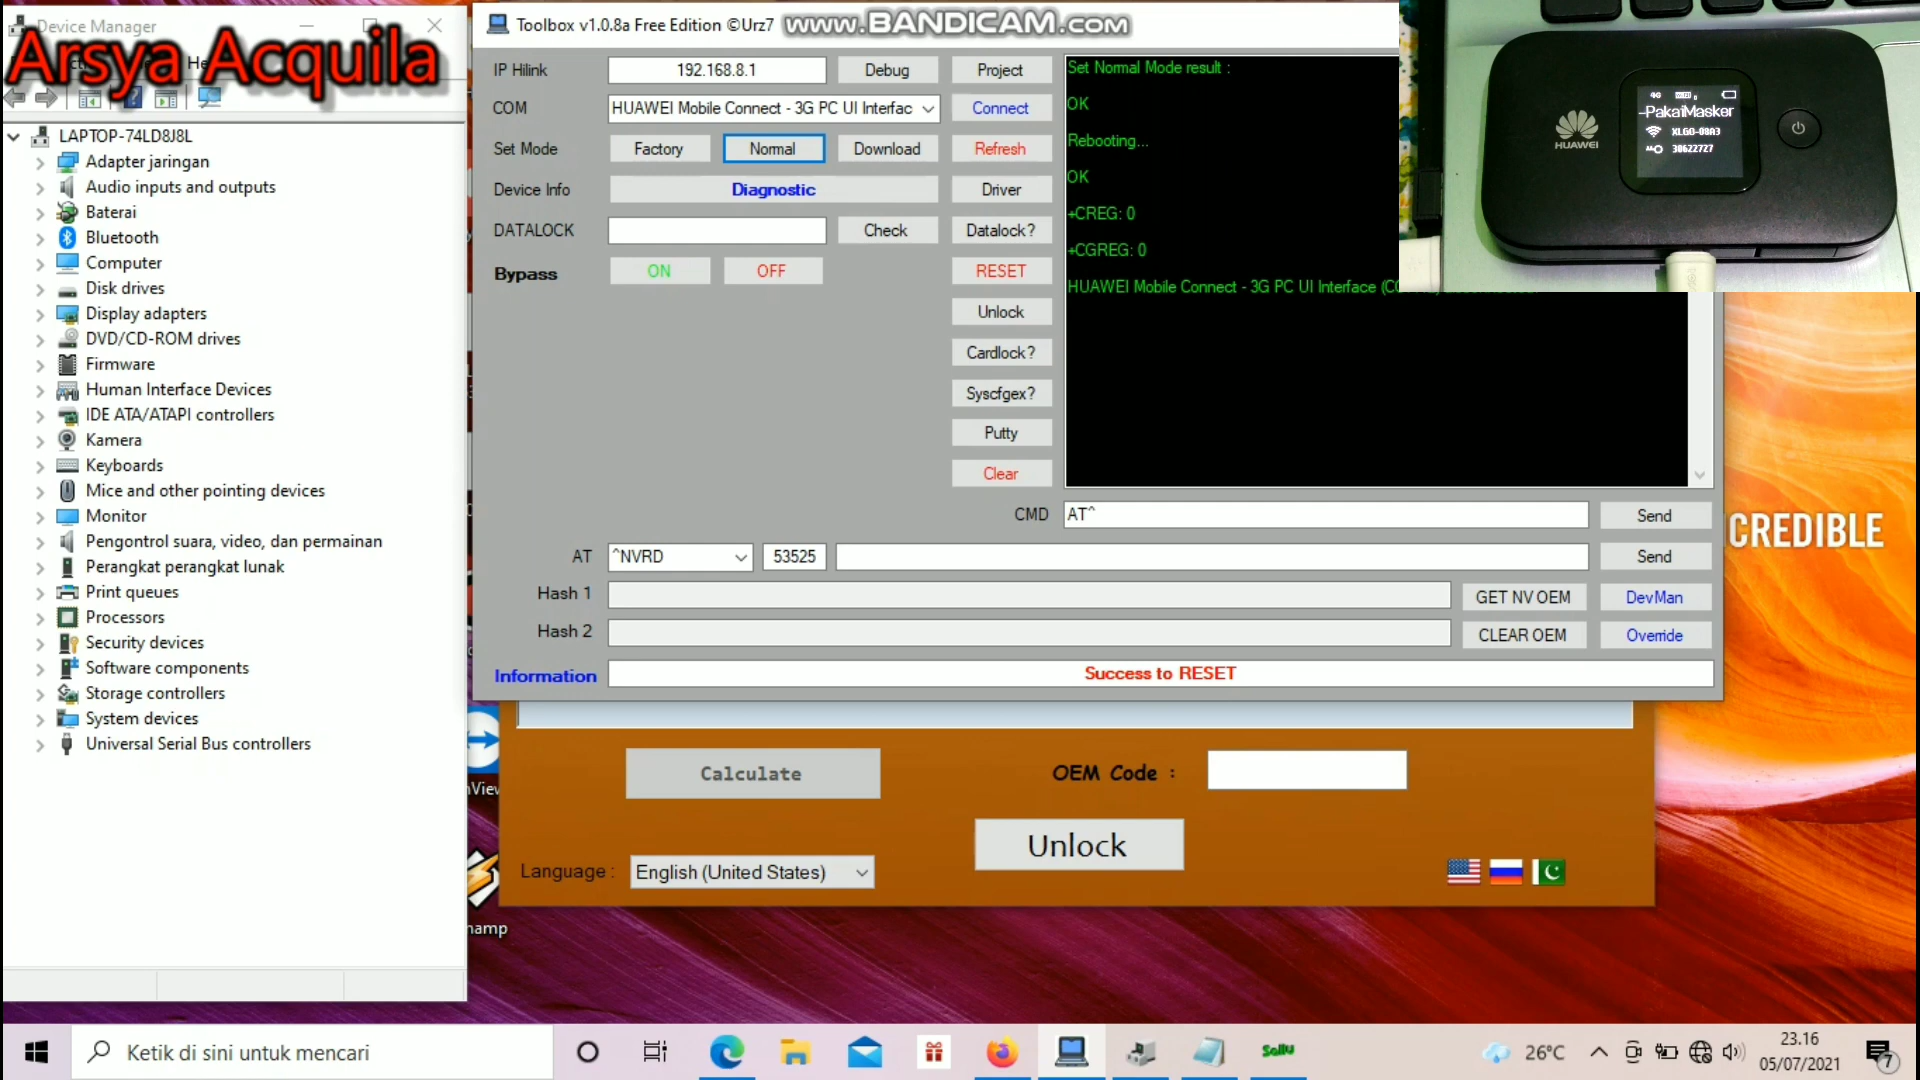 Device Manager
Arsya Acquila
LAPTOP-74LD8J8L
Adapter jaringan
Audio inputs and outputs
Baterai
Bluetooth
Computer
Disk drives
Display adapters
DVD/CD-ROM drives
Firmware
Human Interface Devices
IDE ATA/ATAPI controllers
Kamera
Keyboards
Mice and other pointing devices
Monitor
Pengontrol suara, video, dan permainan
Perangkat perangkat lunak
Print queues
Processors
Security devices
Software components
Storage controllers
System devices
Universal Serial Bus controllers
Toolbox v1.0.8a Free Edition ©Urz7
www.BANDICAM.com
IP Hilink 192.168.8.1 Debug Project
COM HUAWEI Mobile Connect - 3G PC UI Interfac Connect
Set Mode Factory Normal Download Refresh
Device Info Diagnostic Driver
DATALOCK Check Datalock?
Bypass ON OFF RESET
Unlock
Cardlock?
Syscfgex?
Putty
Clear
Set Normal Mode result :
OK
Rebooting...
OK
+CREG: 0
+CGREG: 0
HUAWEI Mobile Connect - 3G PC UI Interface
CMD AT^ Send
AT ^NVRD 53525 Send
Hash 1 GET NV OEM DevMan
Hash 2 CLEAR OEM Override
Information Success to RESET
Calculate OEM Code :
Unlock
Language : English (United States)
HUAWEI
4G
-PakaiMasker
XLGO-08A3
30622727
CREDIBLE
Ketik di sini untuk mencari
26°C
23.16
05/07/2021
7